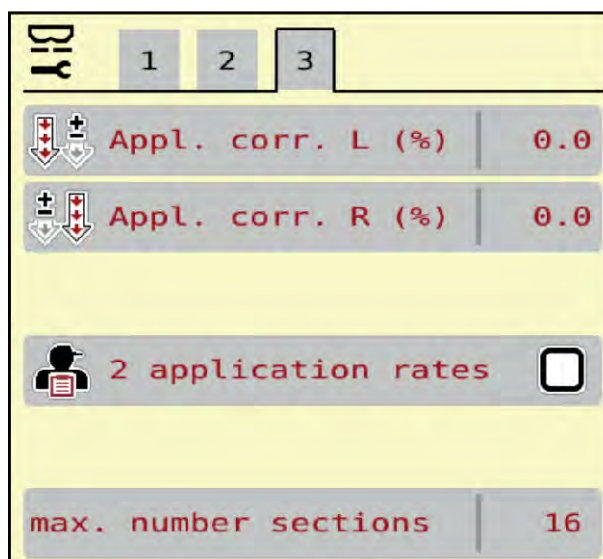 1 2 3
Appl. corr. L (%) 0.0
Appl. corr. R (%) 0.0
2 application rates
max. number sections 16